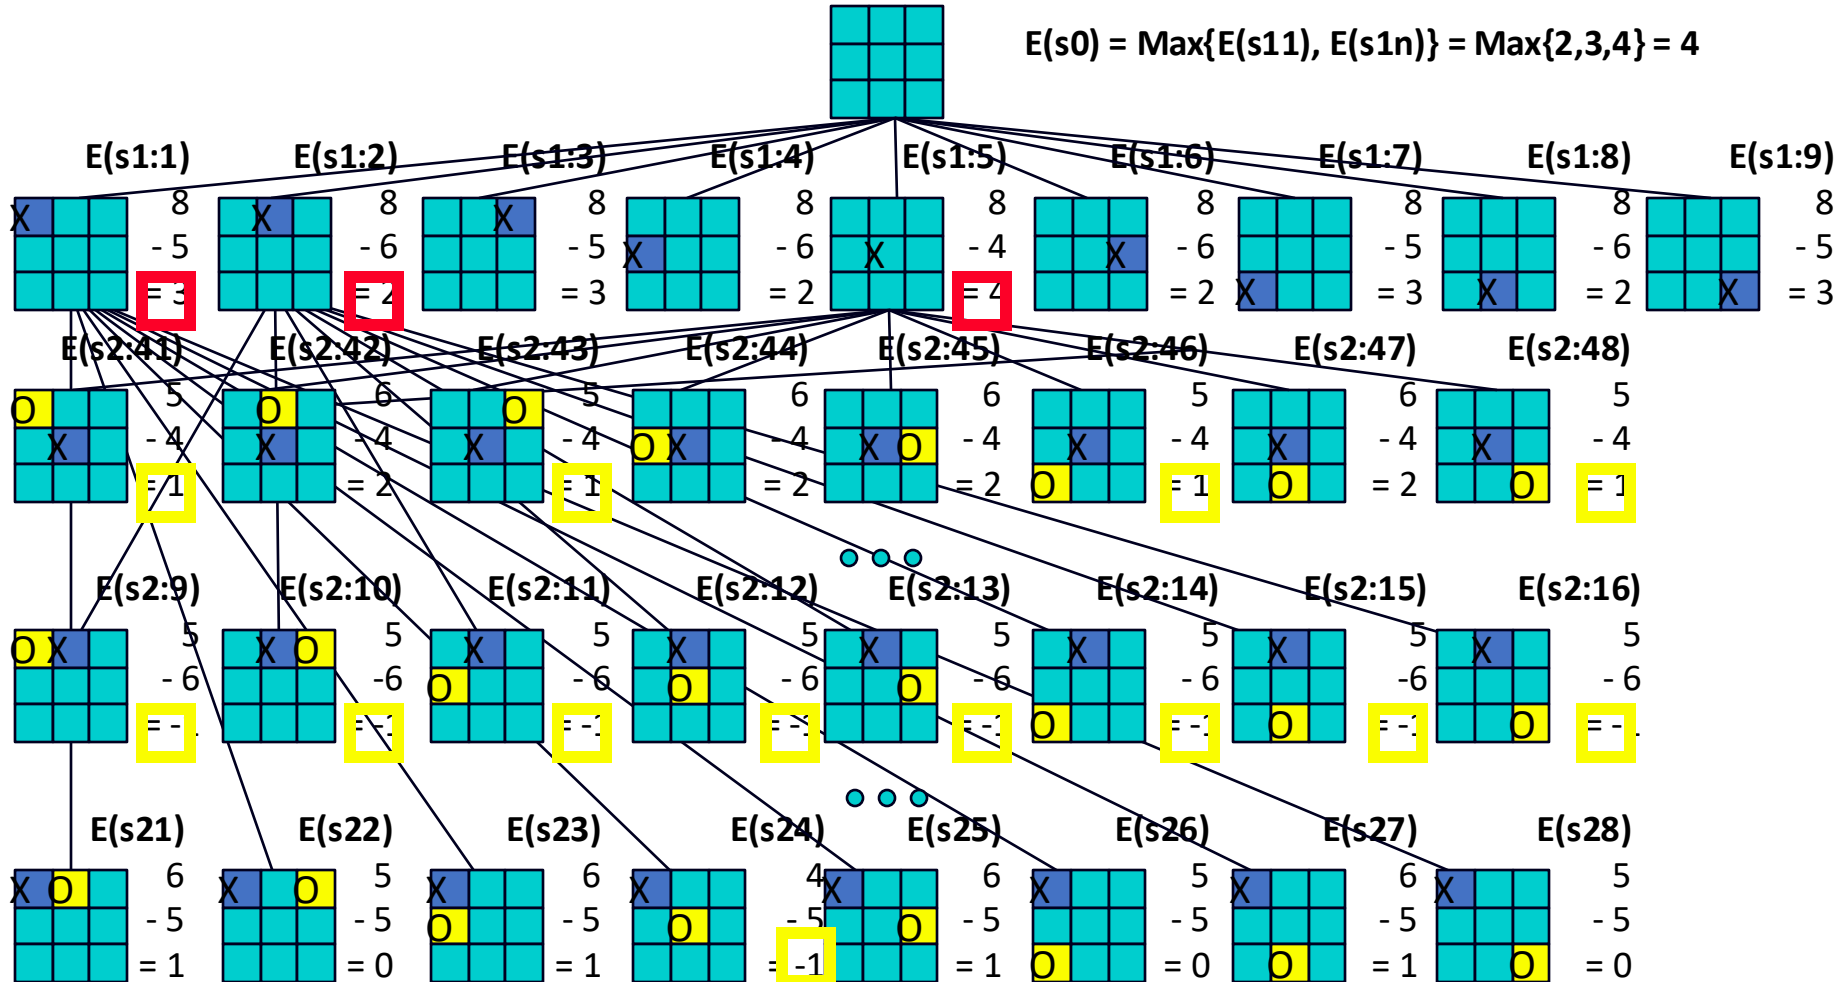 E(s0) = Max{E(s11), E(s1n)} = Max{2,3,4} = 4
E(s1:1) E(s1:2) E(s1:3) E(s1:4) E(s1:5) E(s1:6) E(s1:7) E(s1:8) E(s1:9)
X 8 X 8 X 8 8 8 8 8 8 8
- 5 - 6 - 5 X - 6 X - 4 X - 6 - 5 - 6 - 5
= 3 = 2 = 3 = 2 = 4 = 2 X = 3 X = 2 X = 3
E(s2:41) E(s2:42) E(s2:43) E(s2:44) E(s2:45) E(s2:46) E(s2:47) E(s2:48)
O 5 O 6 O 5 6 6 5 6 5
X - 4 X - 4 X - 4 O X - 4 X O - 4 X - 4 X - 4 X - 4
= 1 = 2 = 1 = 2 = 2 O = 1 O = 2 O = 1
E(s2:9) E(s2:10) E(s2:11) E(s2:12) E(s2:13) E(s2:14) E(s2:15) E(s2:16)
O X 5 X O 5 X 5 X 5 X 5 X 5 X 5 X 5
- 6 -6 O - 6 O - 6 O - 6 - 6 -6 - 6
= -1 = -1 = -1 = -1 = -1 O = -1 O = -1 O = -1
E(s21) E(s22) E(s23) E(s24) E(s25) E(s26) E(s27) E(s28)
X O 6 X O 5 X 6 X 4 X 6 X 5 X 6 X 5
- 5 - 5 O - 5 O - 5 O - 5 - 5 - 5 - 5
= 1 = 0 = 1 = -1 = 1 O = 0 O = 1 O = 0